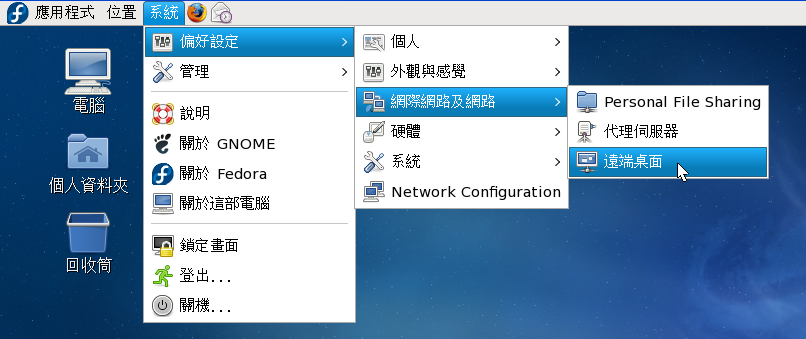 應用程式 位置 系統
電腦
個人資料夾
回收筒
偏好設定
管理
說明
關於 GNOME
關於 Fedora
關於這部電腦
鎖定畫面
登出...
關機...
個人
外觀與感覺
網際網路及網路
硬體
系統
Network Configuration
Personal File Sharing
代理伺服器
遠端桌面